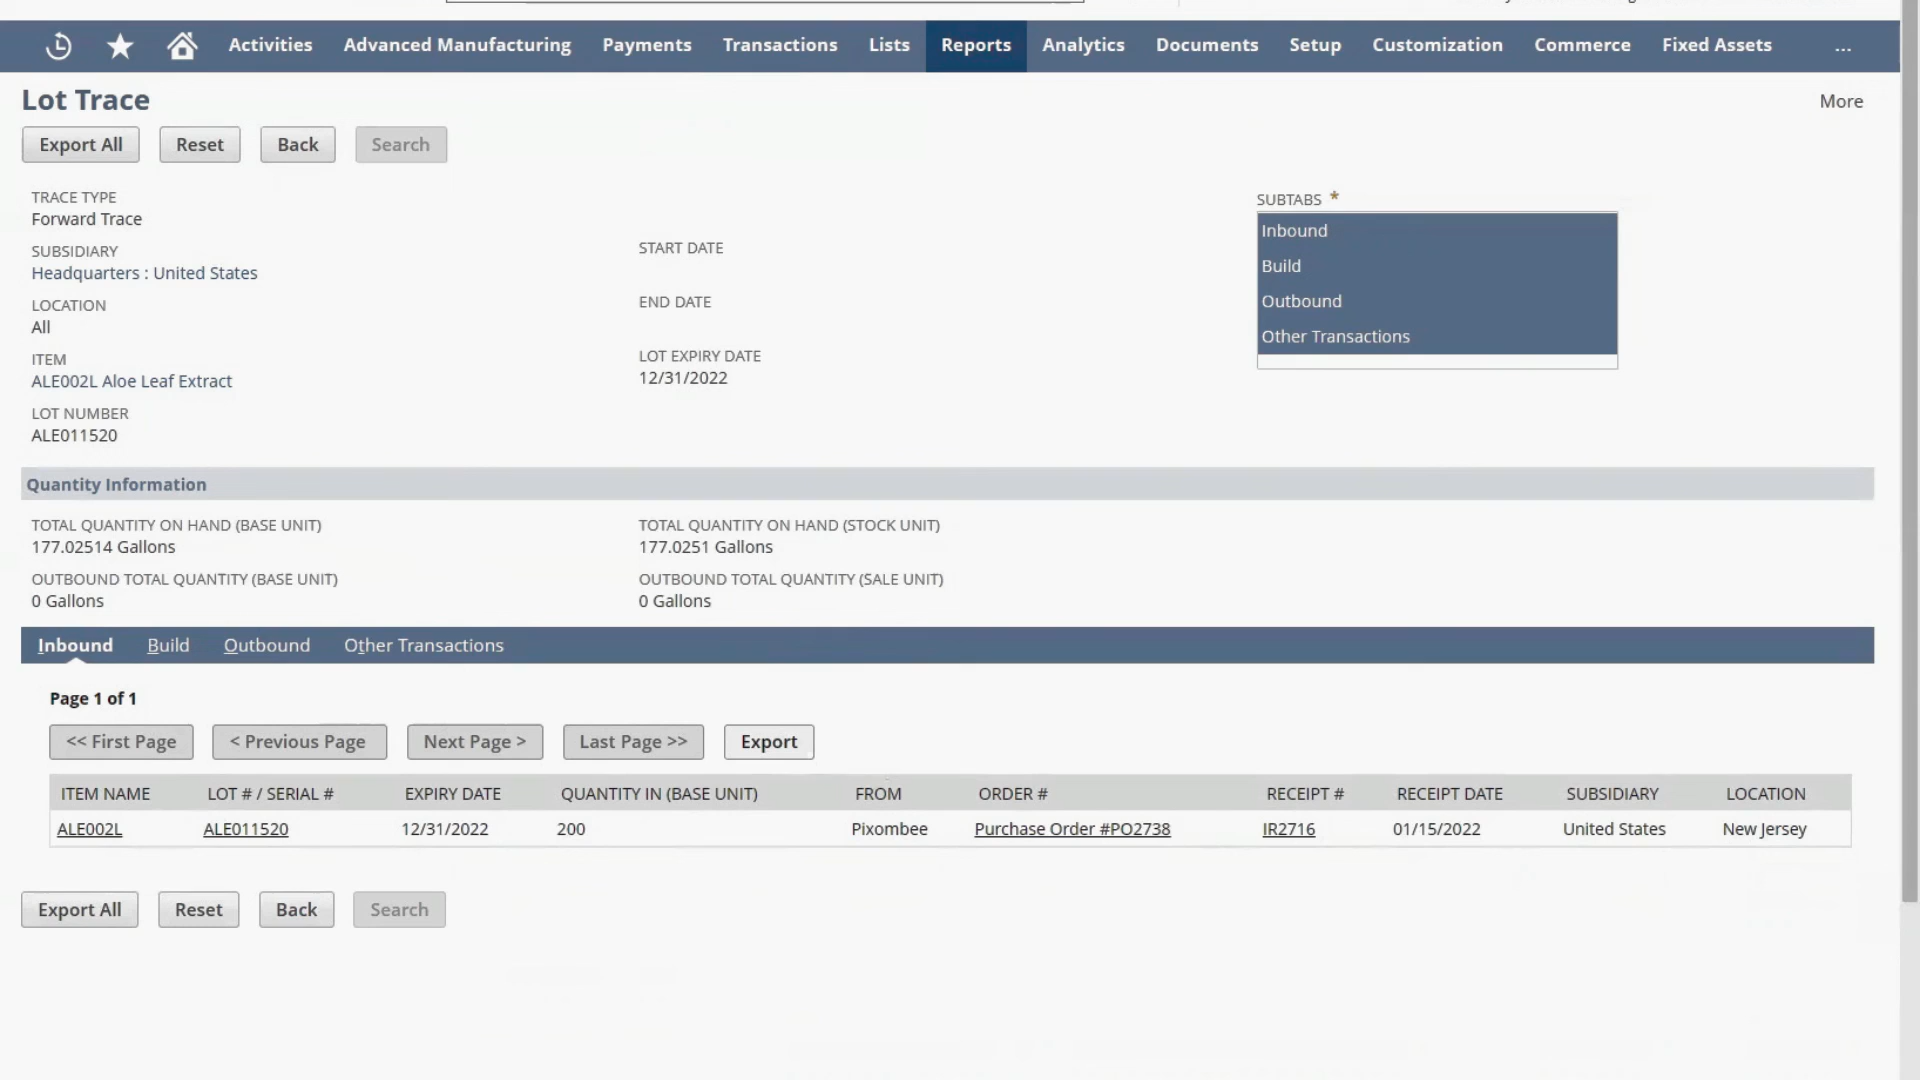 Activities Advanced Manufacturing Payments Transactions Lists Reports Analytics Documents Setup Customization Commerce Fixed Assets ...
Lot Trace
More
Export All Reset Back Search
TRACE TYPE
Forward Trace
SUBSIDIARY
Headquarters : United States
LOCATION
All
ITEM
ALE002L Aloe Leaf Extract
LOT NUMBER
ALE011520
START DATE
END DATE
LOT EXPIRY DATE
12/31/2022
SUBTABS *
Inbound
Build
Outbound
Other Transactions
Quantity Information
TOTAL QUANTITY ON HAND (BASE UNIT)
177.02514 Gallons
OUTBOUND TOTAL QUANTITY (BASE UNIT)
0 Gallons
TOTAL QUANTITY ON HAND (STOCK UNIT)
177.0251 Gallons
OUTBOUND TOTAL QUANTITY (SALE UNIT)
0 Gallons
Inbound Build Outbound Other Transactions
Page 1 of 1
<< First Page < Previous Page Next Page > Last Page >> Export
ITEM NAME LOT # / SERIAL # EXPIRY DATE QUANTITY IN (BASE UNIT) FROM ORDER # RECEIPT # RECEIPT DATE SUBSIDIARY LOCATION
ALE002L ALE011520 12/31/2022 200 Pixombee Purchase Order #PO2738 IR2716 01/15/2022 United States New Jersey
Export All Reset Back Search